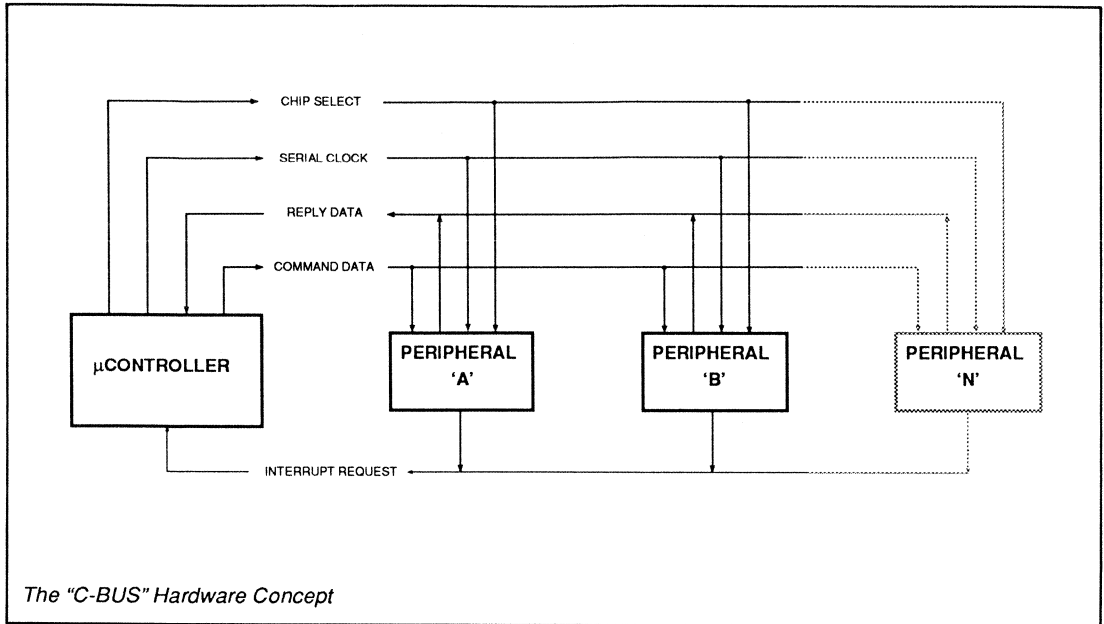 CHIP SELECT
SERIAL CLOCK
REPLY DATA
COMMAND DATA
μCONTROLLER
PERIPHERAL
‘A’
PERIPHERAL
‘B’
PERIPHERAL
‘N’
INTERRUPT REQUEST
The “C-BUS” Hardware Concept